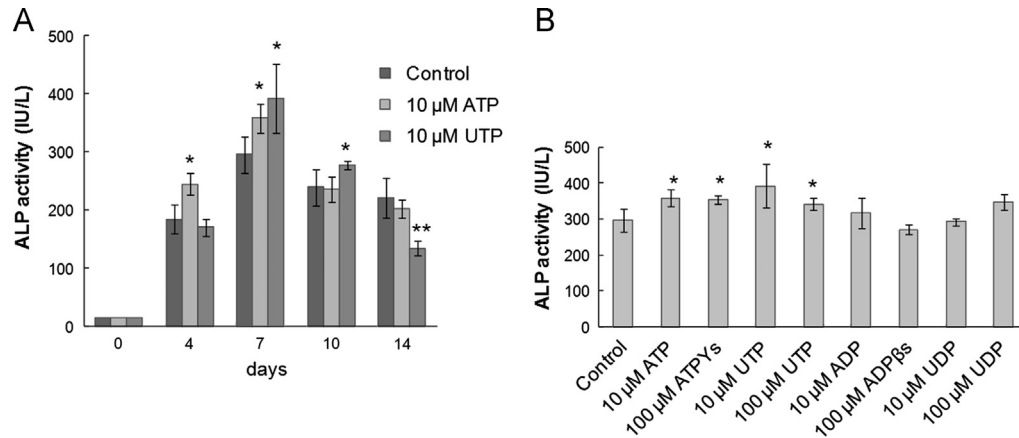 A
ALP activity (IU/L)
500
400
300
200
100
0
*
*
*
*
**
Control
10 µM ATP
10 µM UTP
0 4 7 10 14
days
B
ALP activity (IU/L)
500
400
300
200
100
0
*
*
*
*
Control
10 µM ATP
100 µM ATPYs
10 µM UTP
100 µM UTP
10 µM ADP
100 µM ADPβs
10 µM UDP
100 µM UDP